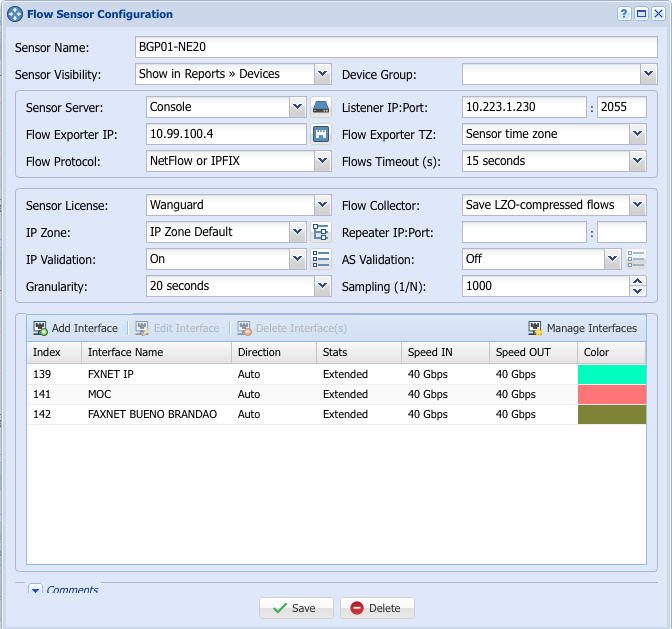 Flow Sensor Configuration
Sensor Name: BGP01-NE20
Sensor Visibility: Show in Reports » Devices Device Group:
Sensor Server: Console Listener IP:Port: 10.223.1.230 : 2055
Flow Exporter IP: 10.99.100.4 Flow Exporter TZ: Sensor time zone
Flow Protocol: NetFlow or IPFIX Flows Timeout (s): 15 seconds
Sensor License: Wanguard Flow Collector: Save LZO-compressed flows
IP Zone: IP Zone Default Repeater IP:Port: :
IP Validation: On AS Validation: Off
Granularity: 20 seconds Sampling (1/N): 1000
Add Interface Edit Interface Delete Interface(s) Manage Interfaces
Index Interface Name Direction Stats Speed IN Speed OUT Color
139 FXNET IP Auto Extended 40 Gbps 40 Gbps
141 MOC Auto Extended 40 Gbps 40 Gbps
142 FAXNET BUENO BRANDAO Auto Extended 40 Gbps 40 Gbps
Comments
Save Delete